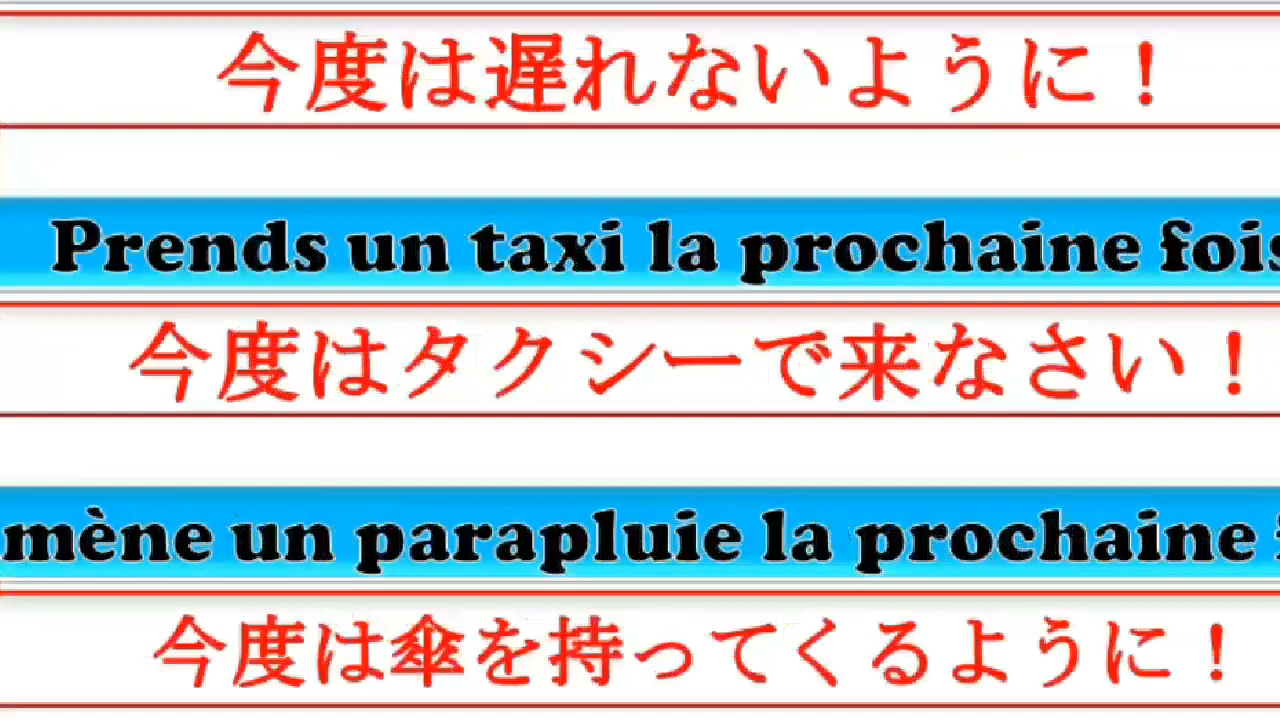 今度は遅れないように！
Prends un taxi la prochaine fois
今度はタクシーで来なさい！
mène un parapluie la prochaine
今度は傘を持ってくるように！